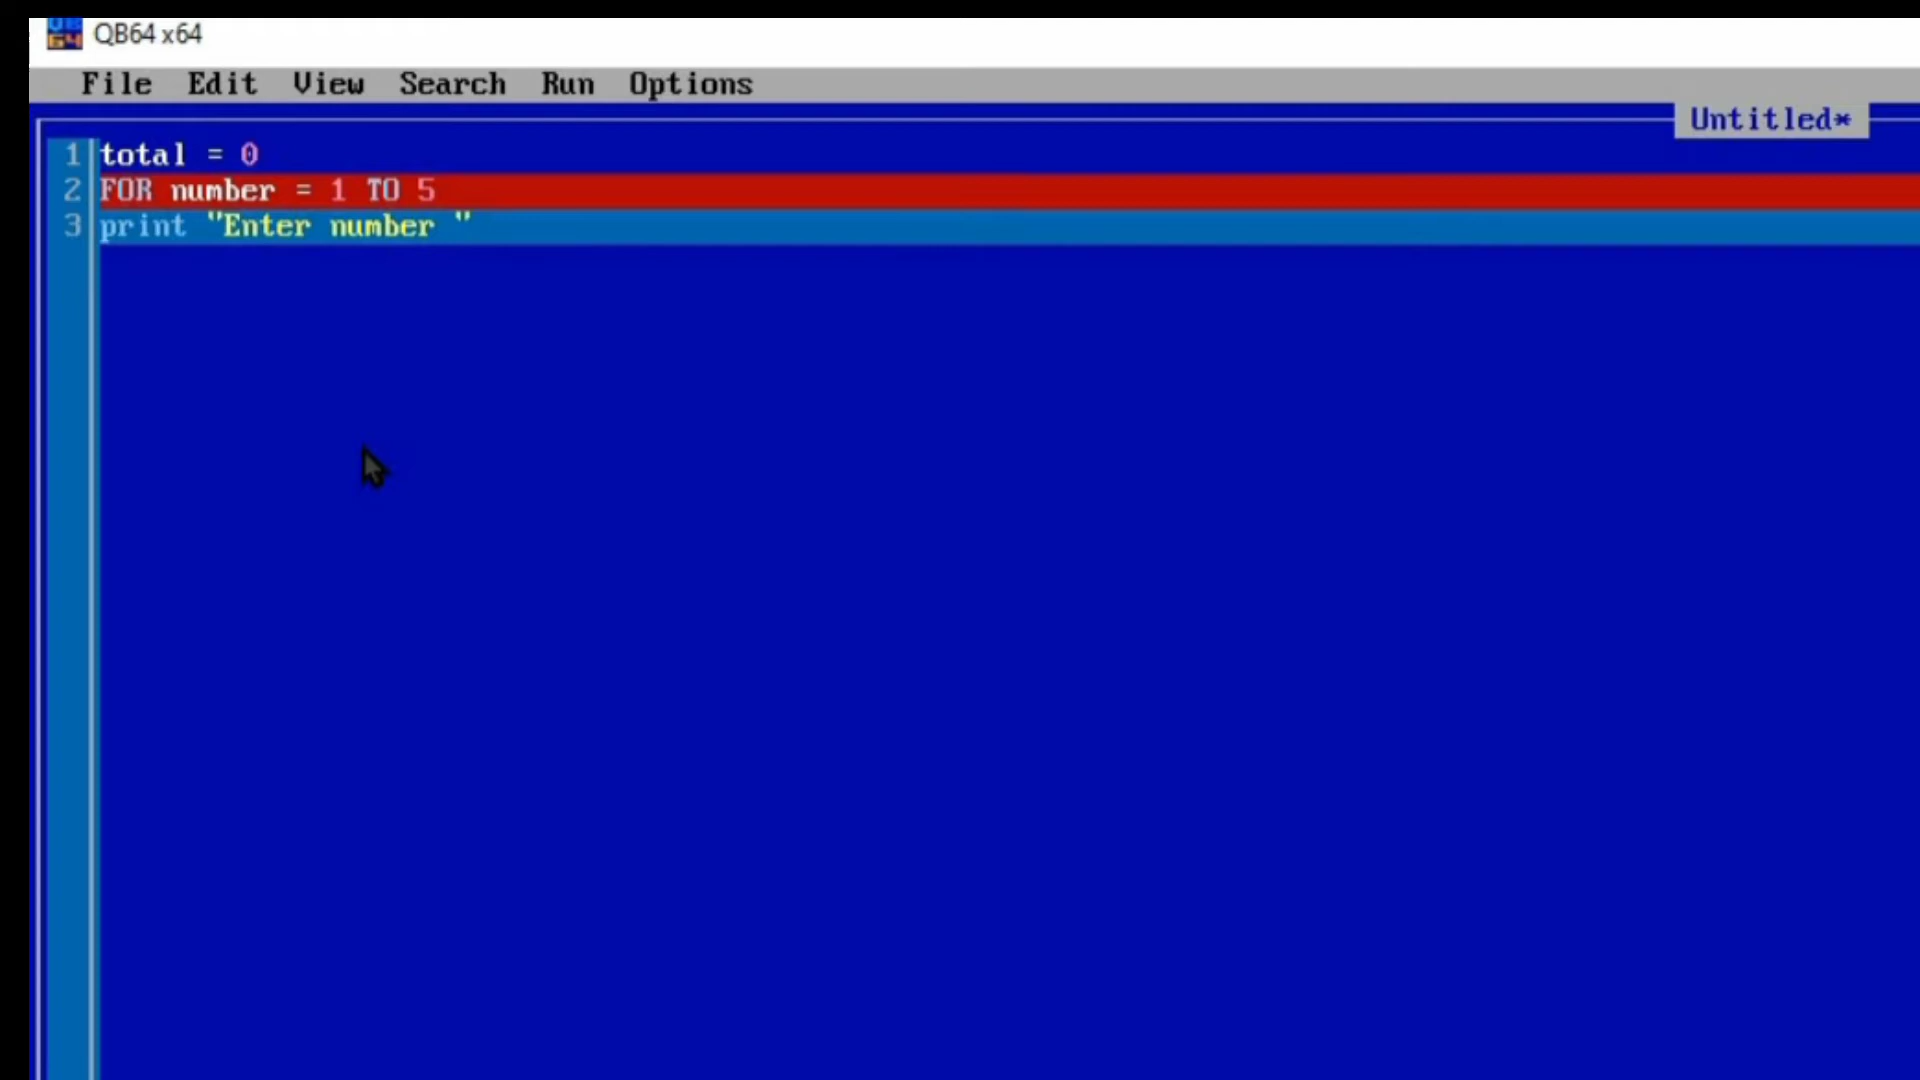 QB64 x64
File Edit View Search Run Options
Untitled*
1 total = 0
2 FOR number = 1 TO 5
3 print "Enter number "